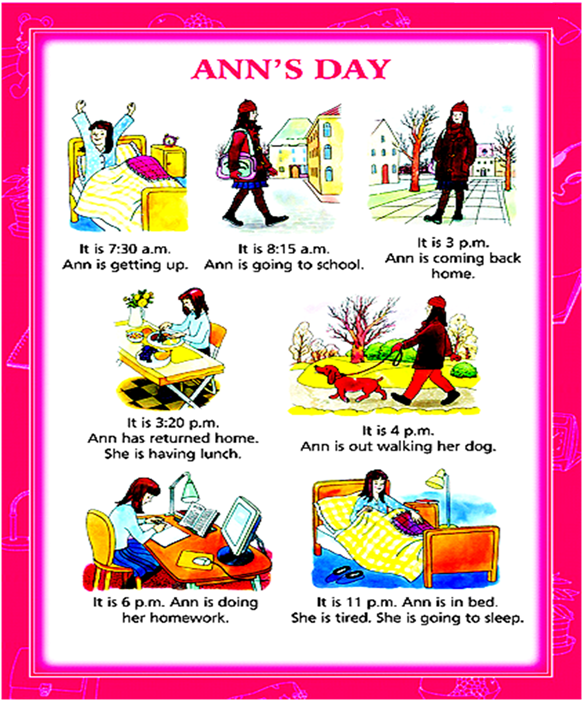 ANN'S DAY
It is 7:30 a.m.
Ann is getting up.
It is 8:15 a.m.
Ann is going to school.
It is 3 p.m.
Ann is coming back
home.
It is 3:20 p.m.
Ann has returned home.
She is having lunch.
It is 4 p.m.
Ann is out walking her dog.
It is 6 p.m. Ann is doing
her homework.
It is 11 p.m. Ann is in bed.
She is tired. She is going to sleep.